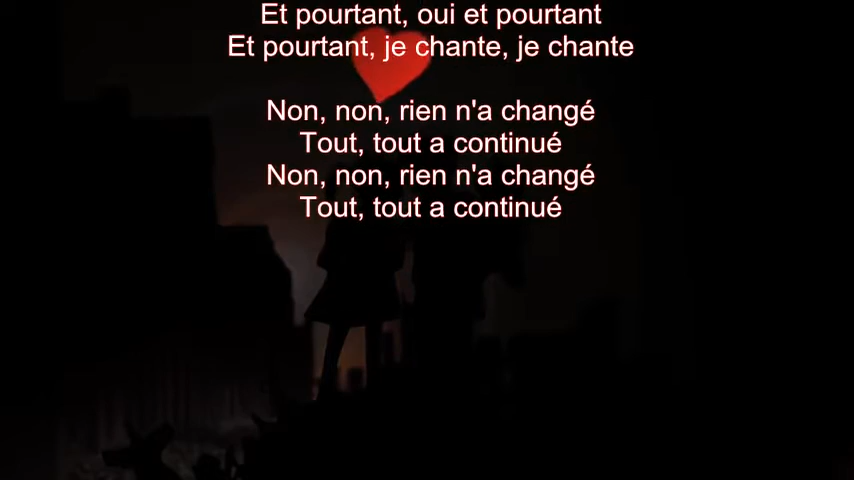 Et pourtant, oui et pourtant
Et pourtant, je chante, je chante
Non, non, rien n'a changé
Tout, tout a continué
Non, non, rien n'a changé
Tout, tout a continué